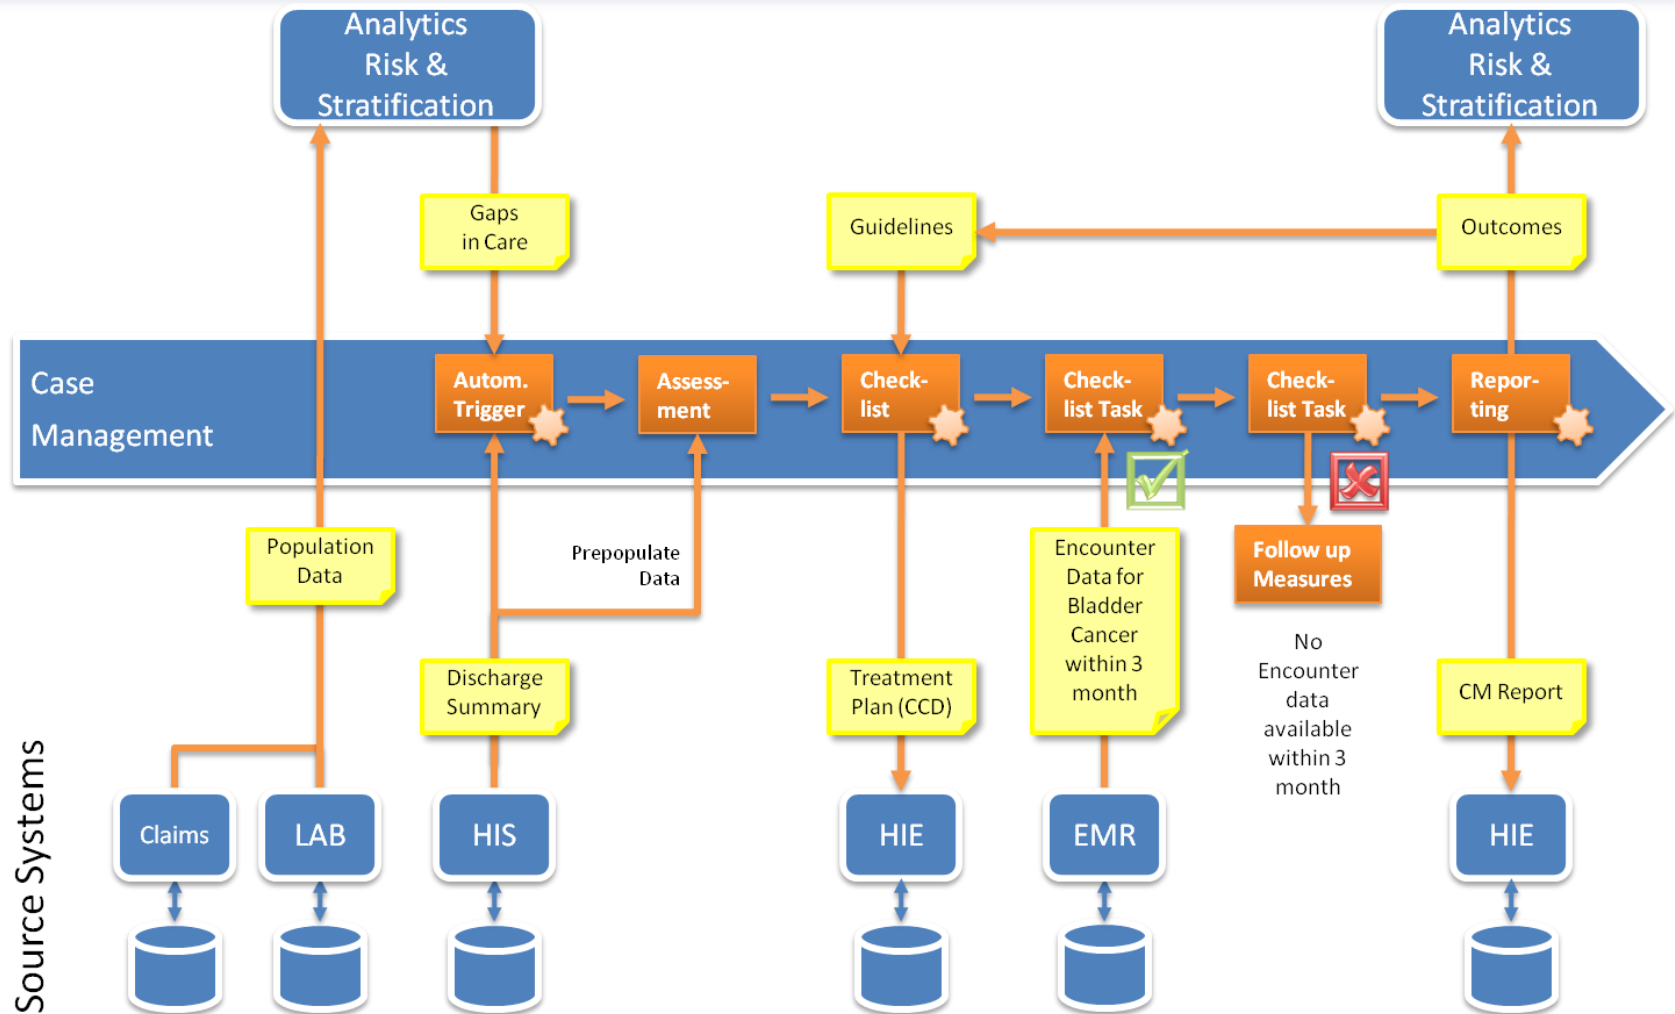 Analytics
Risk &
Stratification
Analytics
Risk &
Stratification
Gaps
in Care
Guidelines
Outcomes
Case
Management
Autom.
Trigger
Assess-
ment
Check-
list
Check-
list Task
Check-
list Task
Repor-
ting
Population
Data
Prepopulate
Data
Encounter
Data for
Bladder
Cancer
within 3
month
Follow up
Measures
No
Encounter
data
available
within 3
month
Discharge
Summary
Treatment
Plan (CCD)
CM Report
Source Systems
Claims
LAB
HIS
HIE
EMR
HIE